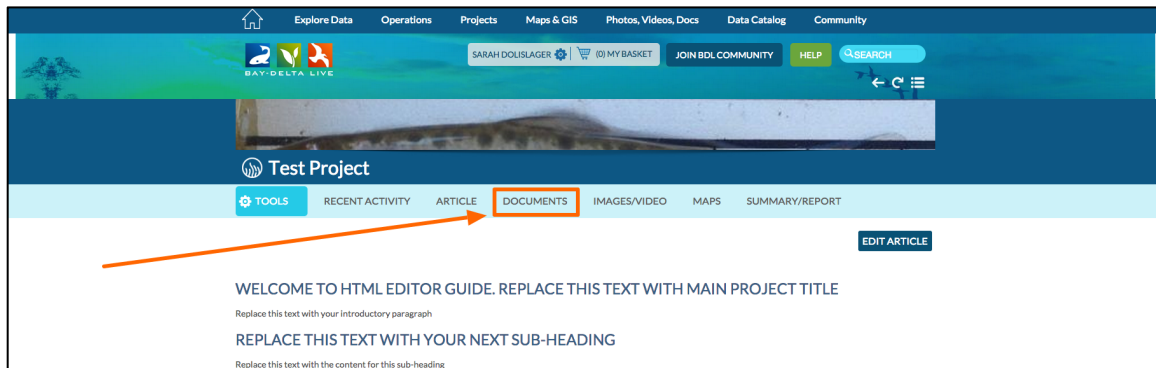 Explore Data Operations Projects Maps & GIS Photos, Videos, Docs Data Catalog Community
SARAH DOLISLAGER (0) MY BASKET JOIN BDL COMMUNITY HELP SEARCH
BAY-DELTA LIVE
Test Project
TOOLS RECENT ACTIVITY ARTICLE DOCUMENTS IMAGES/VIDEO MAPS SUMMARY/REPORT
EDIT ARTICLE
WELCOME TO HTML EDITOR GUIDE. REPLACE THIS TEXT WITH MAIN PROJECT TITLE
Replace this text with your introductory paragraph
REPLACE THIS TEXT WITH YOUR NEXT SUB-HEADING
Replace this text with the content for this sub-heading